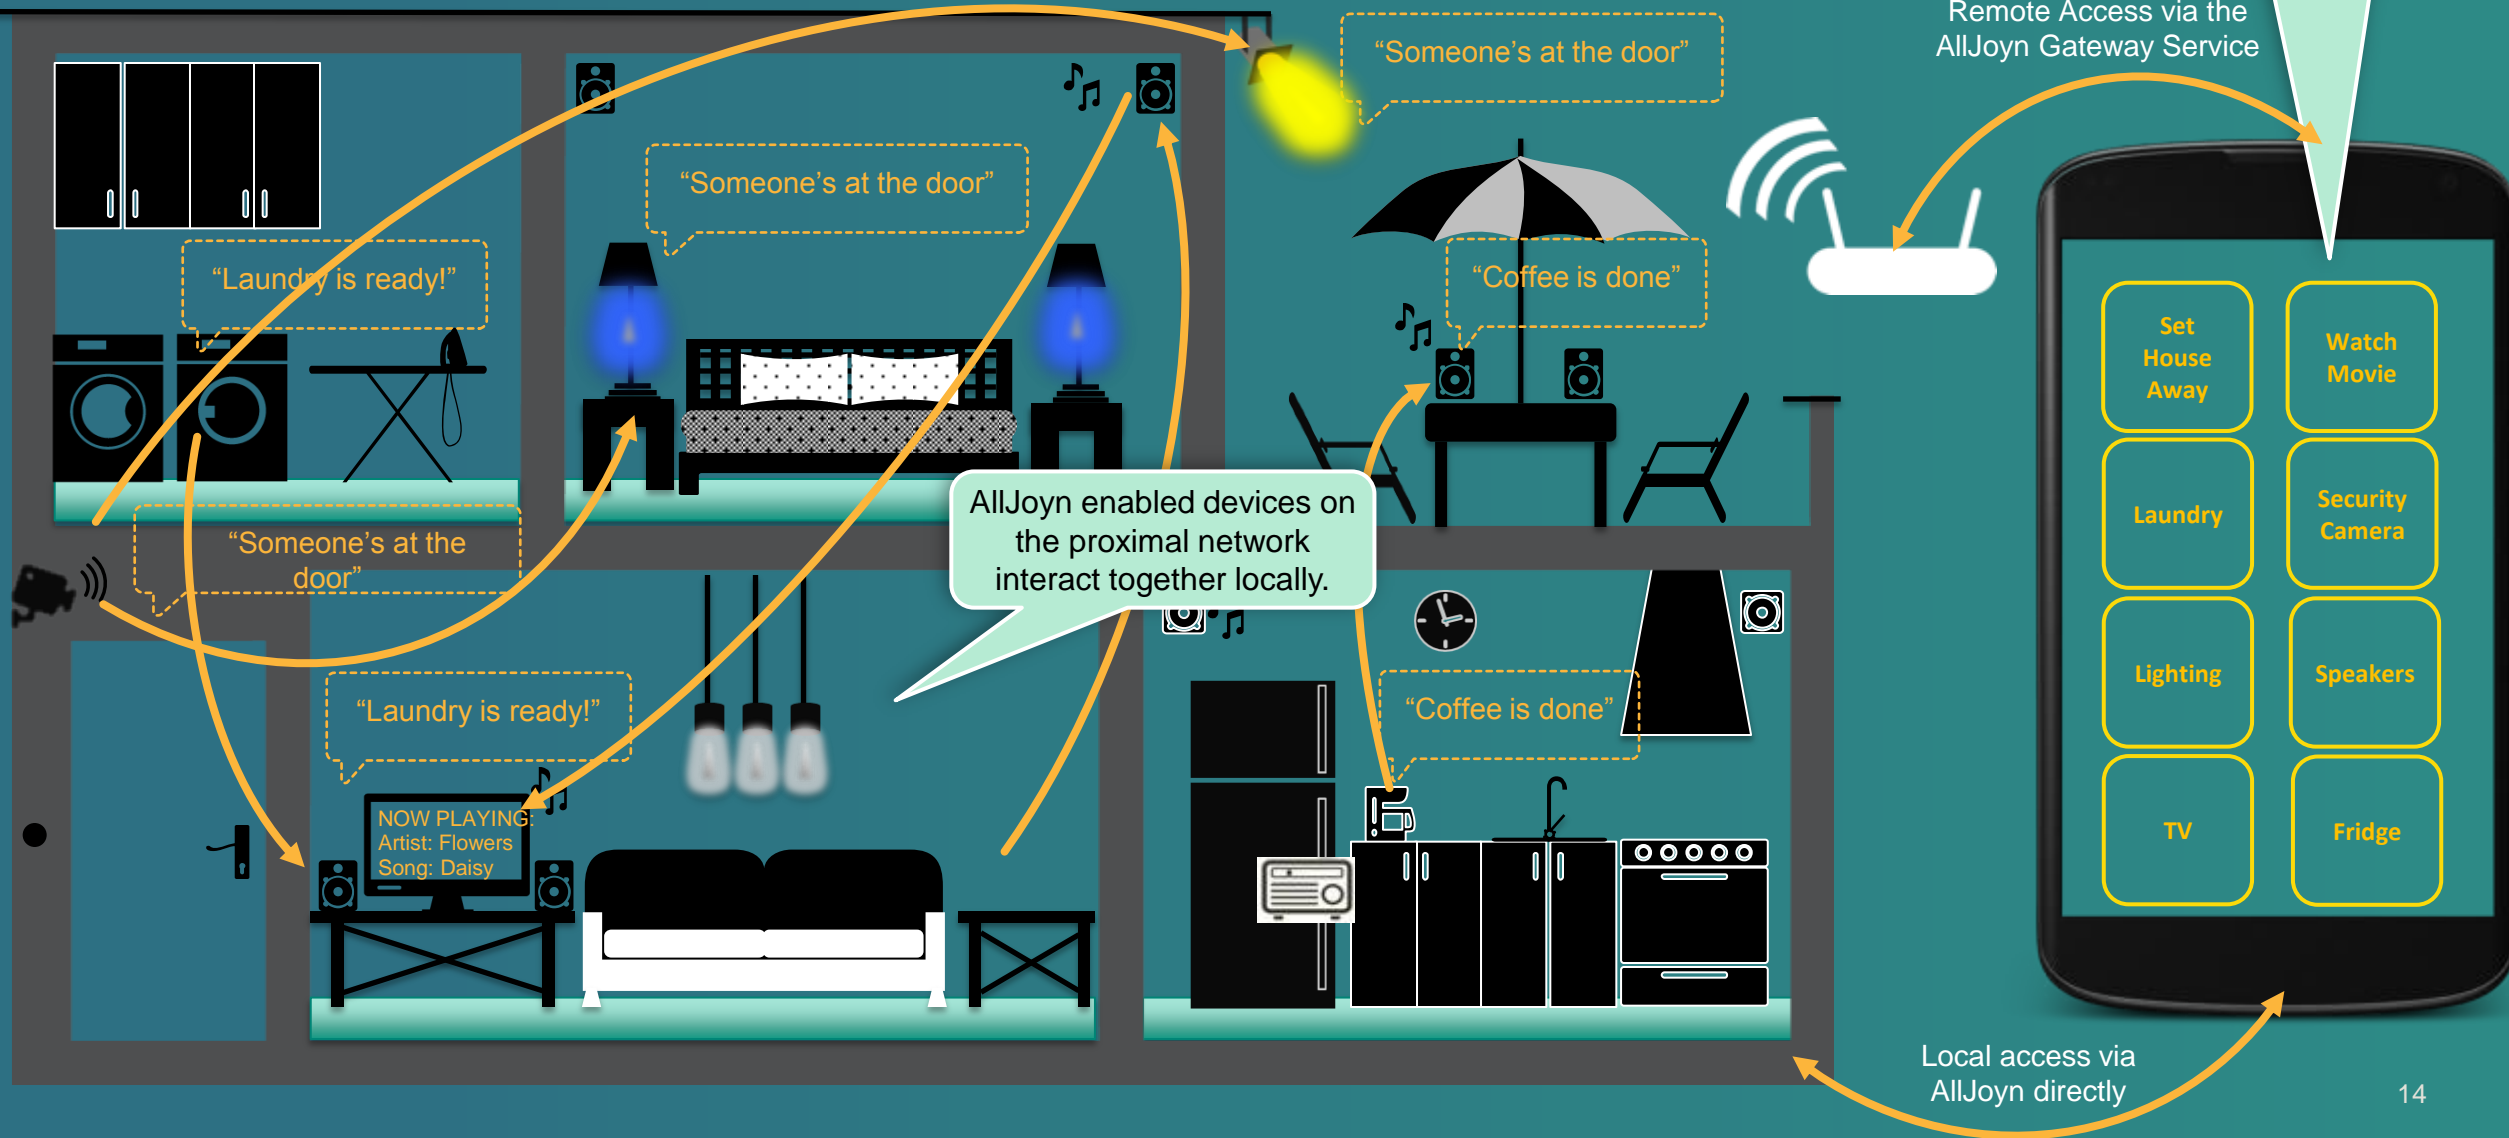 Remote Access via the
AllJoyn Gateway Service
“Someone’s at the door”
“Someone’s at the door”
“Laundry is ready!”
“Coffee is done”
“Someone’s at the
door”
AllJoyn enabled devices on
the proximal network
interact together locally.
“Laundry is ready!”
“Coffee is done”
NOW PLAYING:
Artist: Flowers
Song: Daisy
Set
House
Away
Watch
Movie
Laundry
Security
Camera
Lighting
Speakers
TV
Fridge
Local access via
AllJoyn directly
14